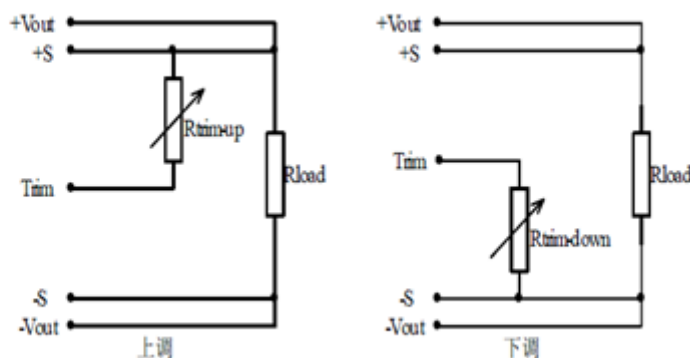 +Vout
+S
Rtrim-up
Trim
Rload
-S
-Vout
上调
+Vout
+S
Trim
Rload
Rtrim-down
-S
-Vout
下调